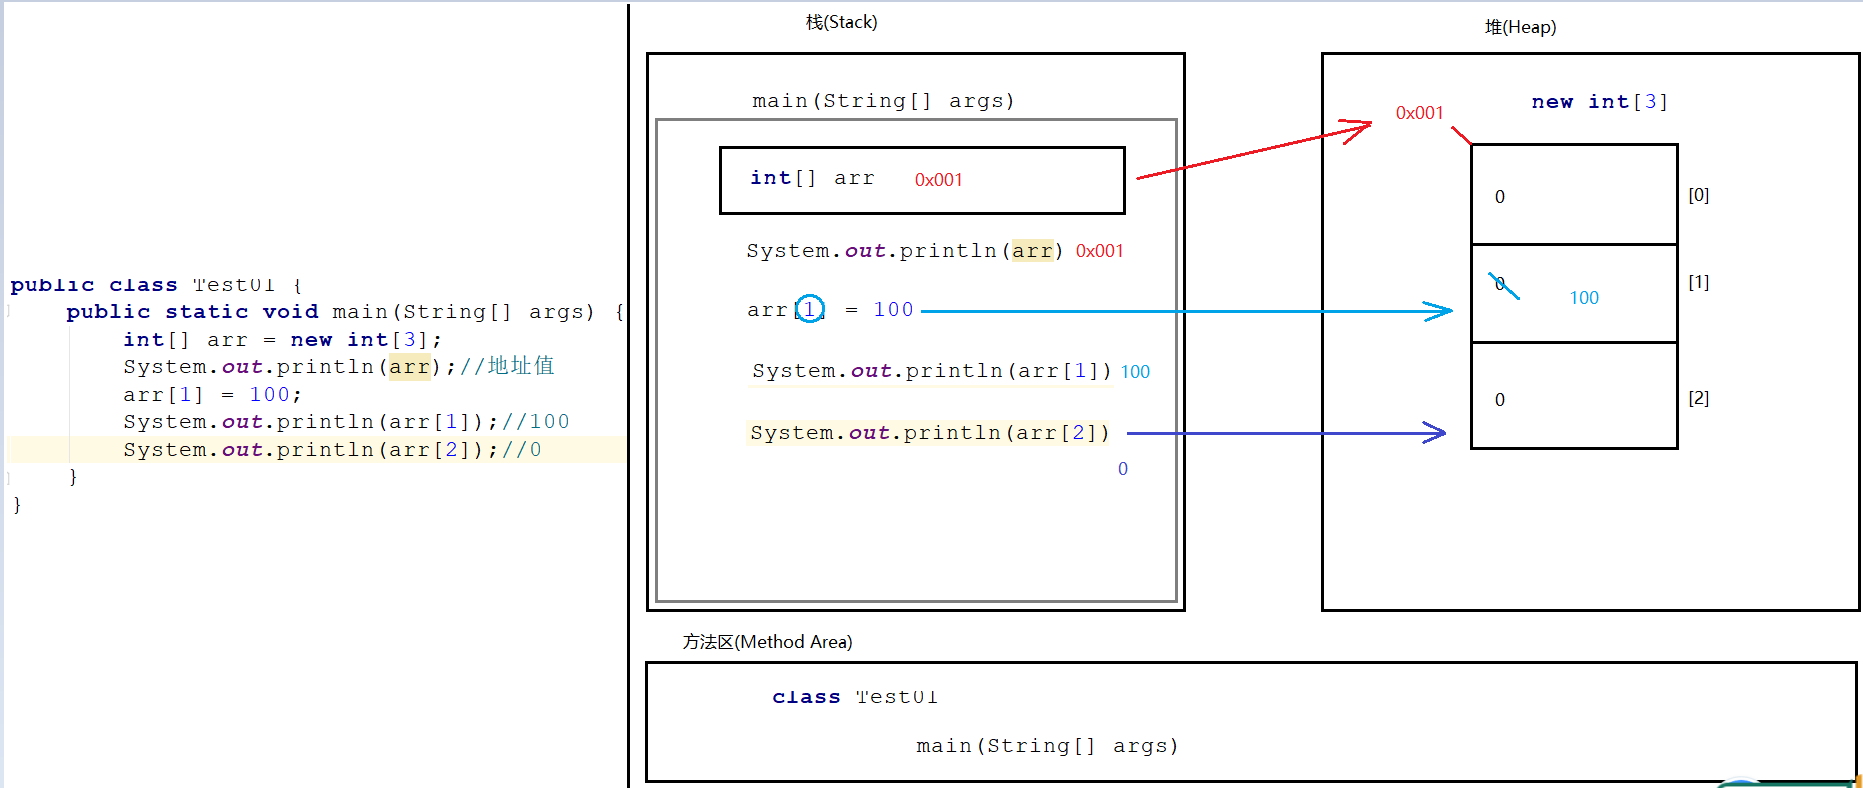 public class Test01 {
public static void main(String[] args) {
int[] arr = new int[3];
System.out.println(arr);//地址值
arr[1] = 100;
System.out.println(arr[1]);//100
System.out.println(arr[2]);//0
}
}
栈(Stack)
main(String[] args)
int[] arr 0x001
System.out.println(arr) 0x001
arr[1] = 100
System.out.println(arr[1]) 100
System.out.println(arr[2])
0
堆(Heap)
0x001 new int[3]
0 [0]
0 100 [1]
0 [2]
方法区(Method Area)
class Test01
main(String[] args)